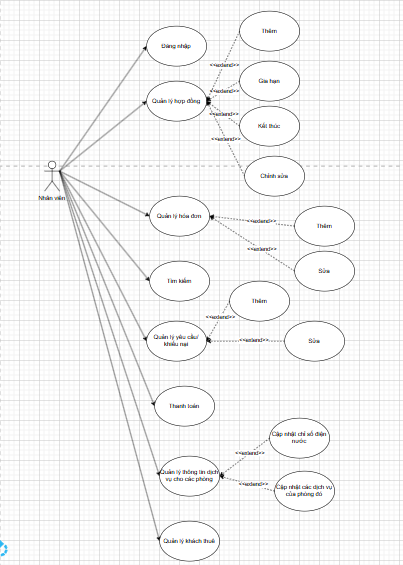 Đăng nhập
Thêm
<<extend>>
Gia hạn
Quản lý hợp đồng
<<extend>>
<<extend>>
Kết thúc
<<extend>>
Chỉnh sửa
Nhân viên
Quản lý hóa đơn
<<extend>>
Thêm
<<extend>>
Sửa
Tìm kiếm
Thêm
<<extend>>
Quản lý yêu cầu/
khiếu nại
<<extend>>
Sửa
Thanh toán
Cập nhật chỉ số điện
nước
<<extend>>
Quản lý thông tin dịch
vụ cho các phòng
<<extend>>
Cập nhật các dịch vụ
của phòng đó
Quản lý khách thuê